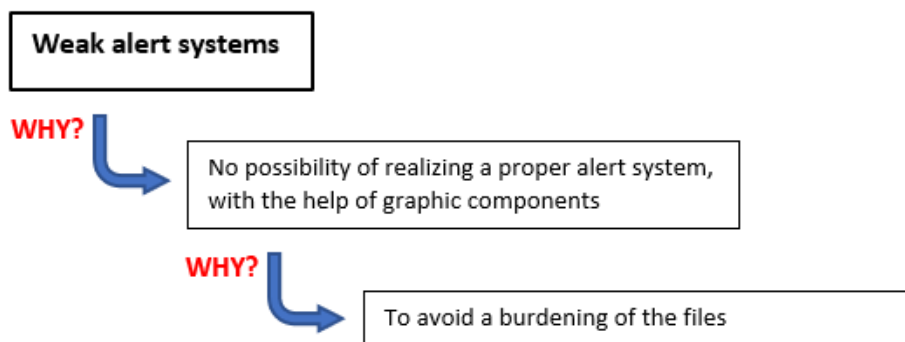 Weak alert systems
WHY?
No possibility of realizing a proper alert system,
with the help of graphic components
WHY?
To avoid a burdening of the files